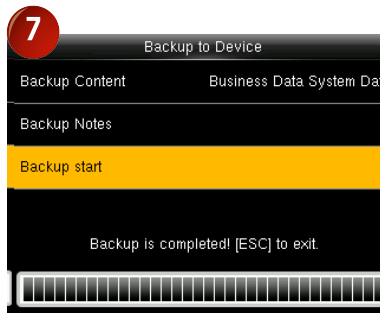 7
Backup to Device
Backup Content Business Data System Dat
Backup Notes
Backup start
Backup is completed! [ESC] to exit.